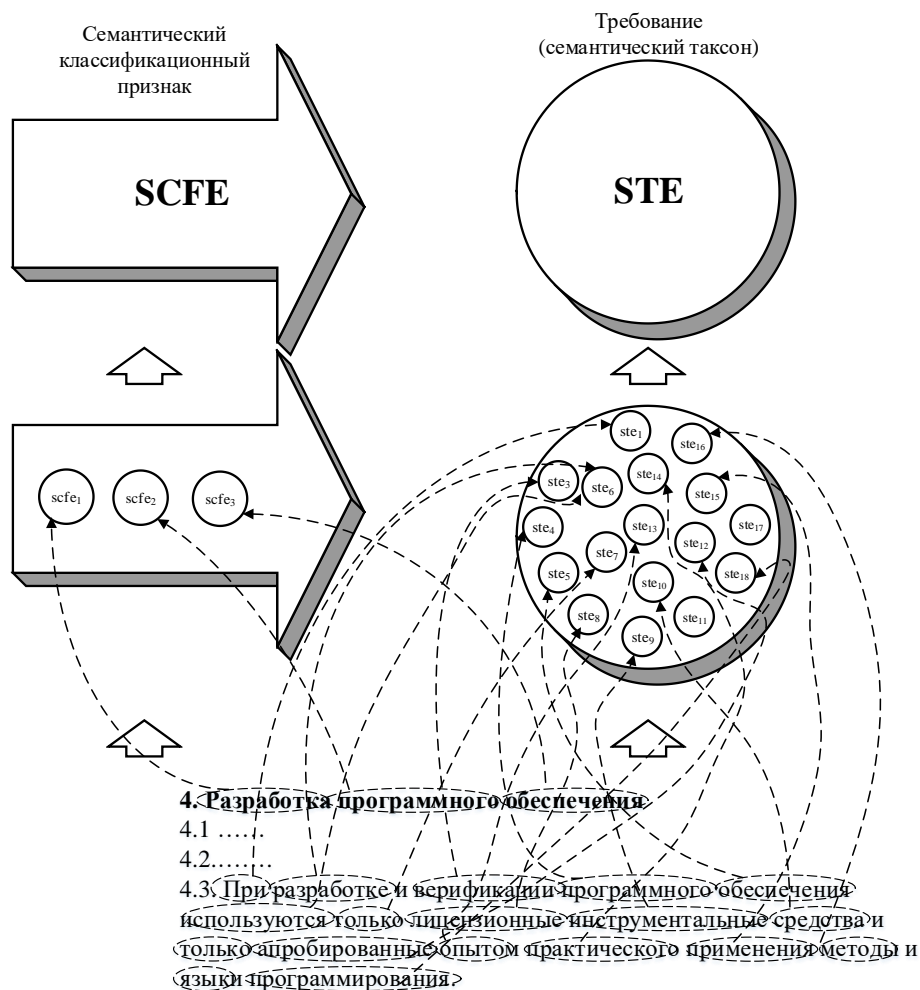 Семантический
классификационный
признак
Требование
(семантический таксон)
SCFE
STE
scfe₁
scfe₂
scfe₃
ste₁
ste₁₆
ste₃
ste₆
ste₁₄
ste₁₅
ste₄
ste₁₃
ste₁₇
ste₇
ste₁₂
ste₅
ste₁₀
ste₁₈
ste₈
ste₁₁
ste₉
4. Разработка программного обеспечения
4.1 ……
4.2………
4.3. При разработке и верификации программного обеспечения
используются только лицензионные инструментальные средства и
только апробированные опытом практического применения методы и
языки программирования.